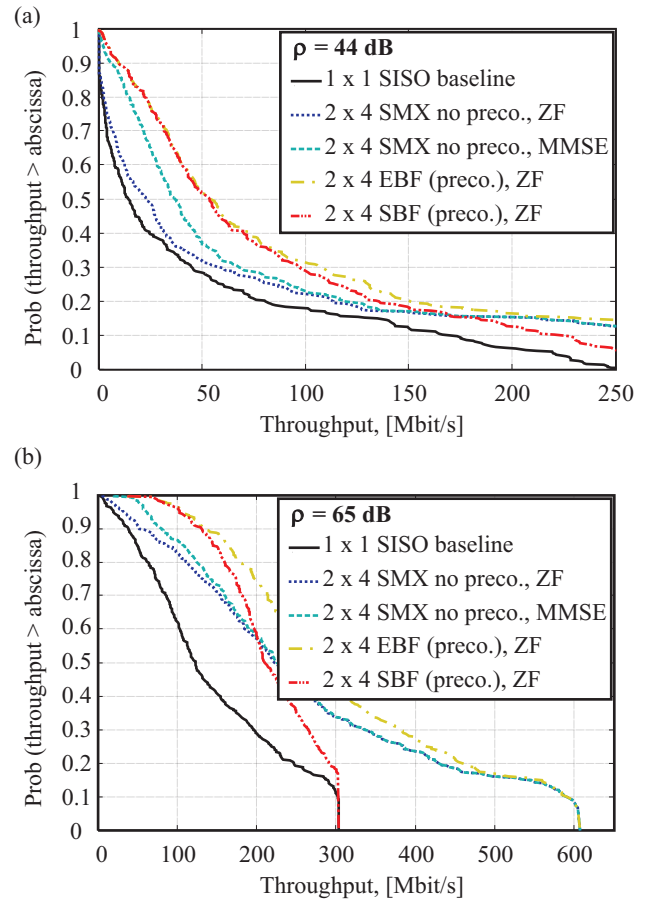 (a)
Prob (throughput > abscissa)
1
0.9
0.8
0.7
0.6
0.5
0.4
0.3
0.2
0.1
0
ρ = 44 dB
1 x 1 SISO baseline
2 x 4 SMX no preco., ZF
2 x 4 SMX no preco., MMSE
2 x 4 EBF (preco.), ZF
2 x 4 SBF (preco.), ZF
0 50 100 150 200 250
Throughput, [Mbit/s]
(b)
Prob (throughput > abscissa)
1
0.9
0.8
0.7
0.6
0.5
0.4
0.3
0.2
0.1
0
ρ = 65 dB
1 x 1 SISO baseline
2 x 4 SMX no preco., ZF
2 x 4 SMX no preco., MMSE
2 x 4 EBF (preco.), ZF
2 x 4 SBF (preco.), ZF
0 100 200 300 400 500 600
Throughput, [Mbit/s]